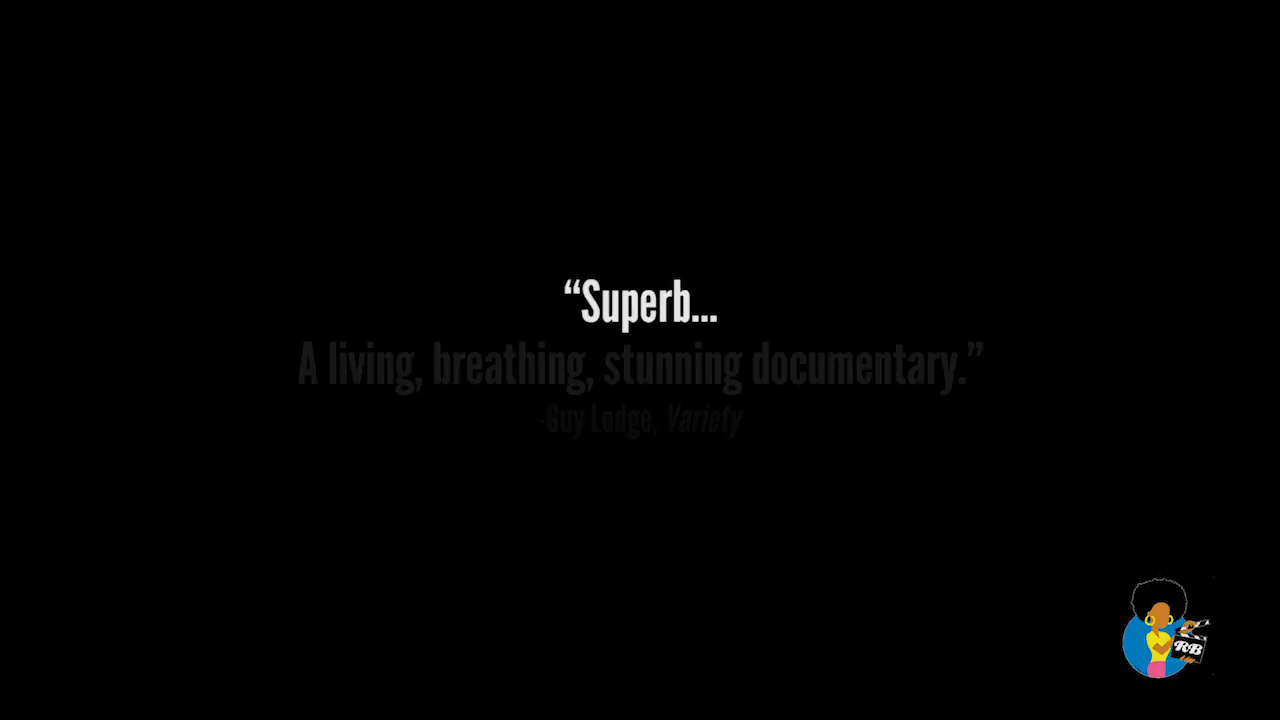 “Superb...
A living, breathing, stunning documentary.”
-Guy Lodge, Variety
RB